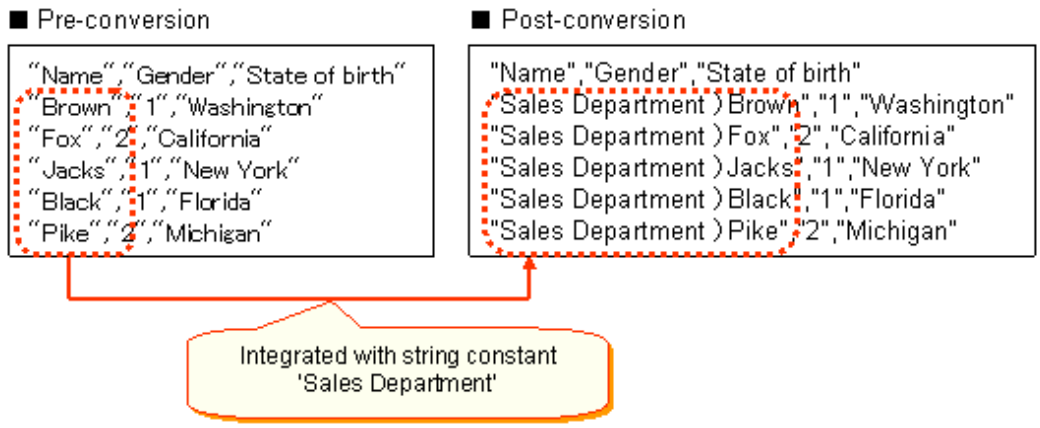 ■ Pre-conversion
“Name”,“Gender”,“State of birth“
“Brown”,“1”,“Washington“
“Fox”,“2”,“California“
“Jacks”,“1”,“New York“
“Black”,“1”,“Florida“
“Pike”,“2”,“Michigan“
■ Post-conversion
"Name","Gender","State of birth"
"Sales Department）Brown","1","Washington"
"Sales Department）Fox","2","California"
"Sales Department）Jacks","1","New York"
"Sales Department）Black","1","Florida"
"Sales Department）Pike","2","Michigan"
Integrated with string constant
'Sales Department'